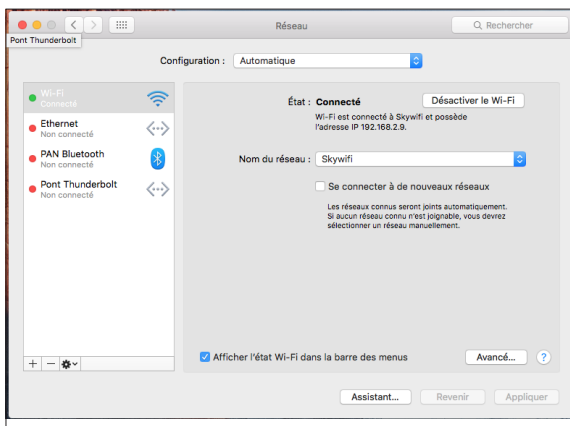 Réseau
Rechercher
Pont Thunderbolt
Configuration : Automatique
Wi-Fi
Connecté
Ethernet
Non connecté
PAN Bluetooth
Non connecté
Pont Thunderbolt
Non connecté
État : Connecté
Désactiver le Wi-Fi
Wi-Fi est connecté à Skywifi et possède
l'adresse IP 192.168.2.9.
Nom du réseau : Skywifi
Se connecter à de nouveaux réseaux
Les réseaux connus seront joints automatiquement.
Si aucun réseau connu n'est joignable, vous devrez
sélectionner un réseau manuellement.
Afficher l'état Wi-Fi dans la barre des menus
Avancé...
?
Assistant...
Revenir
Appliquer